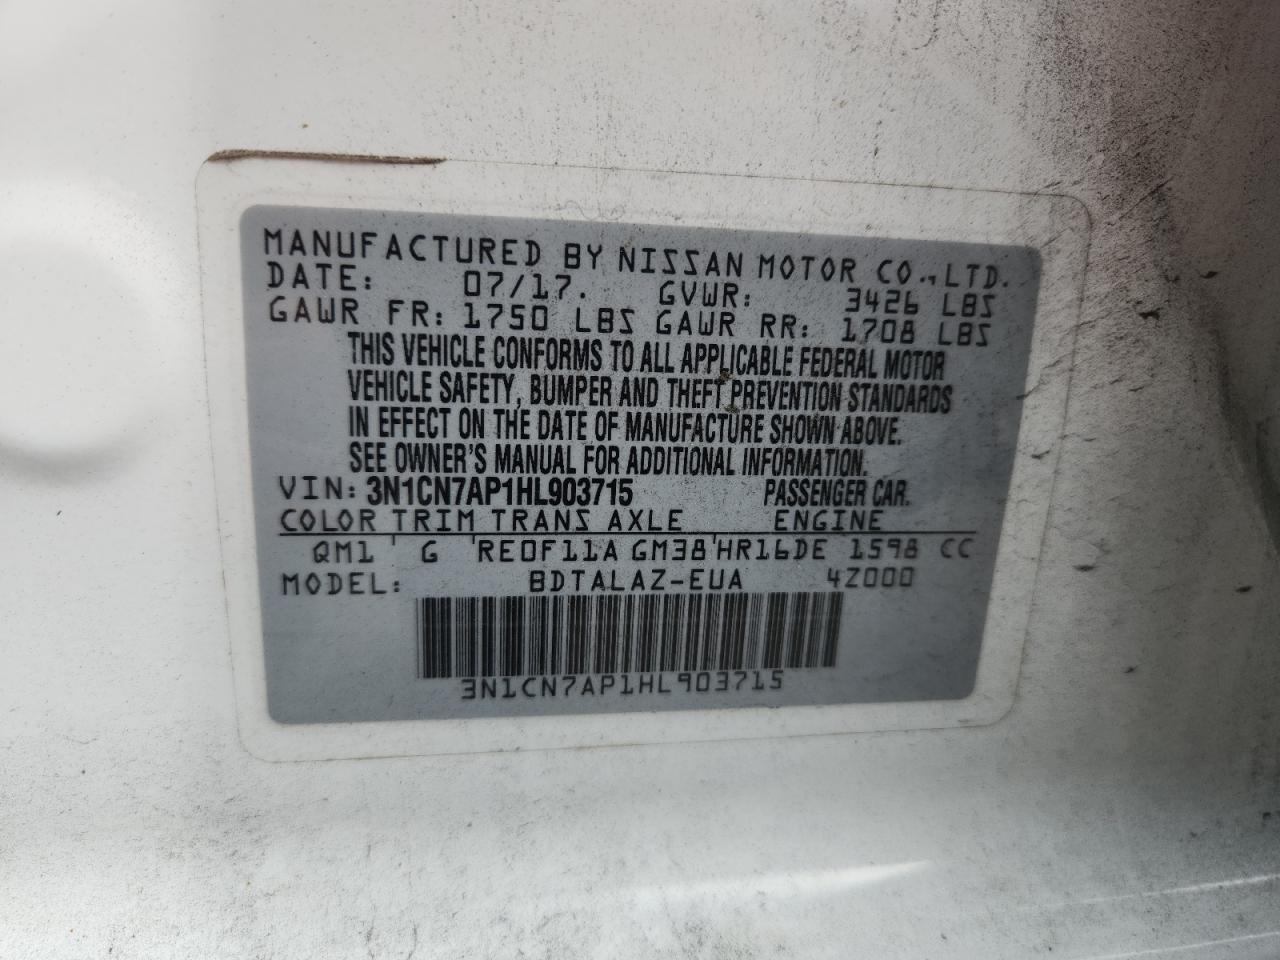 MANUFACTURED BY NISSAN MOTOR CO., LTD.
DATE: 07/17. GVWR: 3426 LBS
GAWR FR: 1750 LBS GAWR RR: 1708 LBS
THIS VEHICLE CONFORMS TO ALL APPLICABLE FEDERAL MOTOR
VEHICLE SAFETY, BUMPER AND THEFT PREVENTION STANDARDS
IN EFFECT ON THE DATE OF MANUFACTURE SHOWN ABOVE.
SEE OWNER'S MANUAL FOR ADDITIONAL INFORMATION.
VIN: 3N1CN7AP1HL903715 PASSENGER CAR.
COLOR TRIM TRANS AXLE ENGINE
QM1 ' G 'RE0F11A GM38'HR16DE 1598 CC
MODEL: BDTALAZ-EUA 4Z000
3N1CN7AP1HL903715